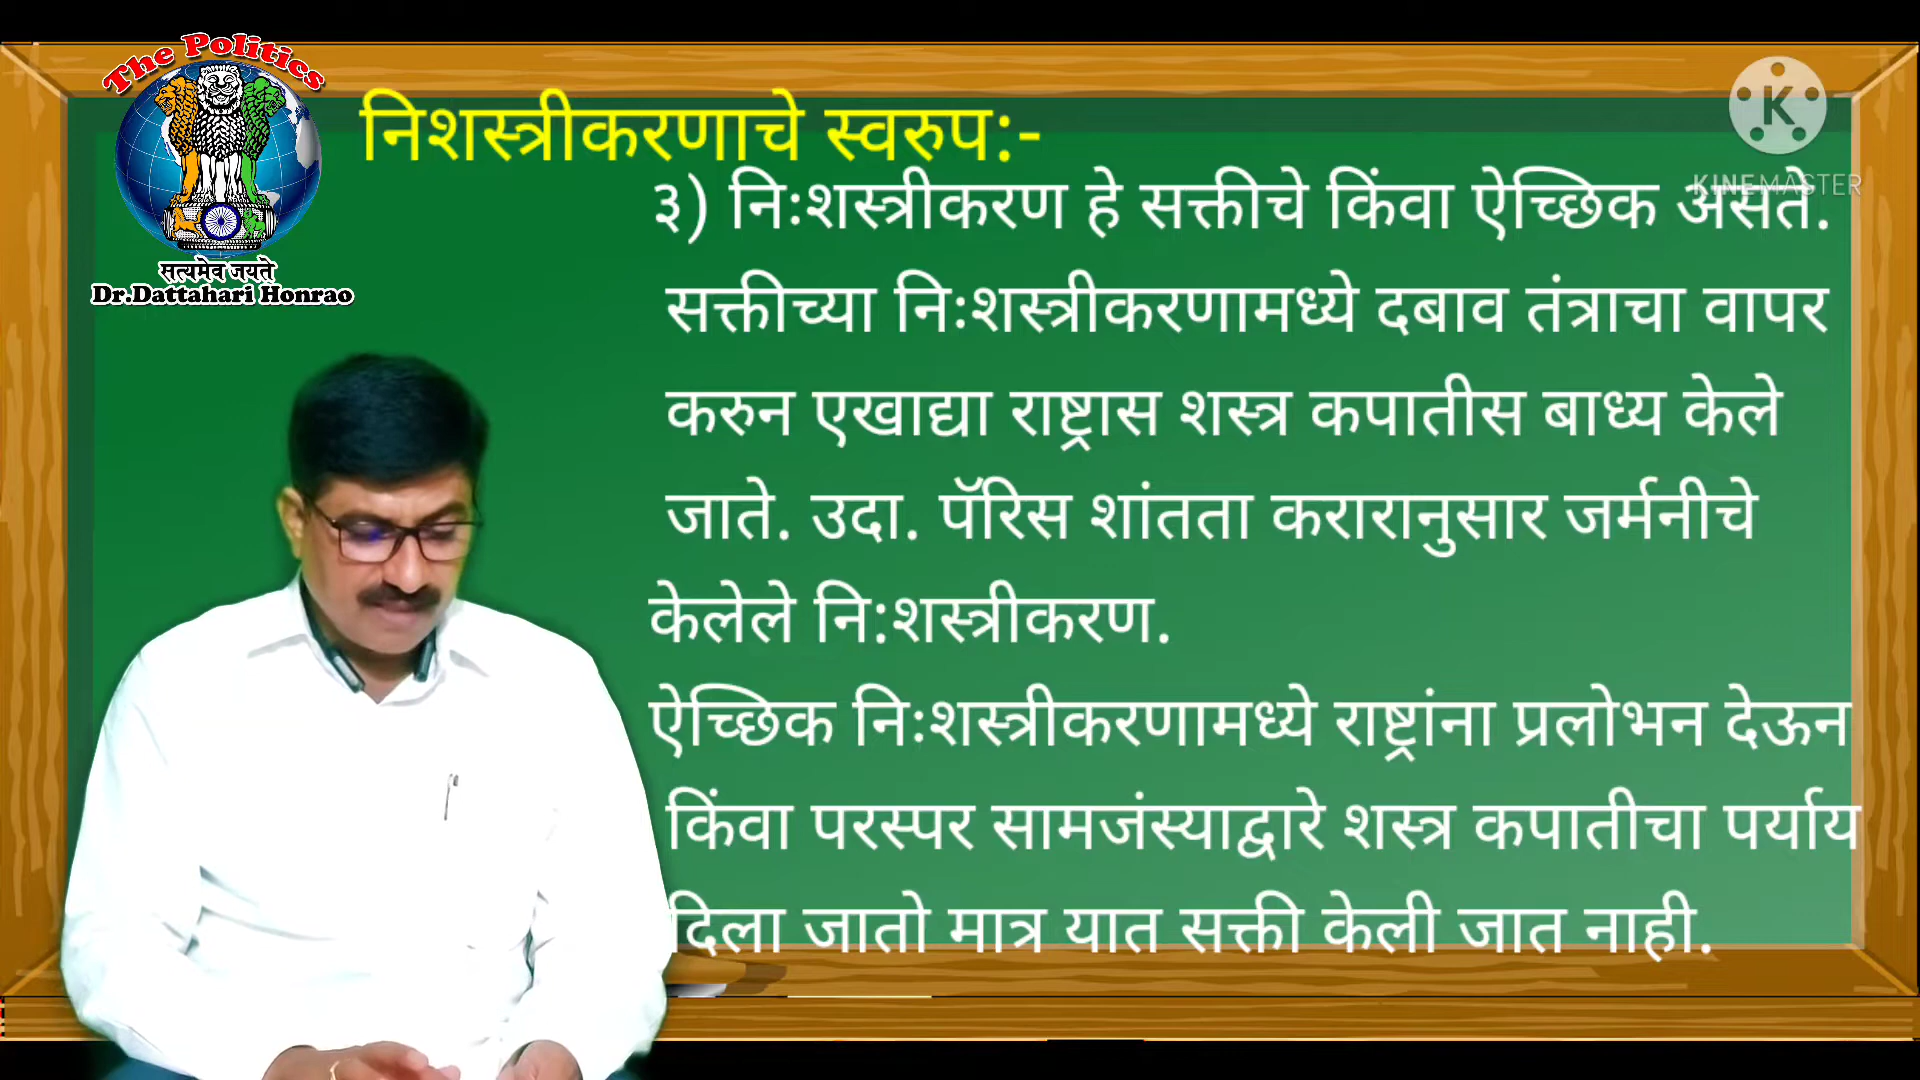 The Politics
सत्यमेव जयते
Dr.Dattahari Honrao
K
KINEMASTER
निशस्त्रीकरणाचे स्वरुप:-
३) निःशस्त्रीकरण हे सक्तीचे किंवा ऐच्छिक असते.
सक्तीच्या निःशस्त्रीकरणामध्ये दबाव तंत्राचा वापर
करुन एखाद्या राष्ट्रास शस्त्र कपातीस बाध्य केले
जाते. उदा. पॅरिस शांतता करारानुसार जर्मनीचे
केलेले नि:शस्त्रीकरण.
ऐच्छिक निःशस्त्रीकरणामध्ये राष्ट्रांना प्रलोभन देऊन
किंवा परस्पर सामजंस्याद्वारे शस्त्र कपातीचा पर्याय
दिला जातो मात्र यात सक्ती केली जात नाही.